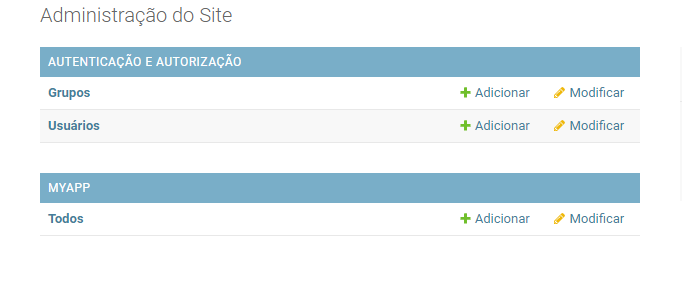 Administração do Site
AUTENTICAÇÃO E AUTORIZAÇÃO
Grupos Adicionar Modificar
Usuários Adicionar Modificar
MYAPP
Todos Adicionar Modificar